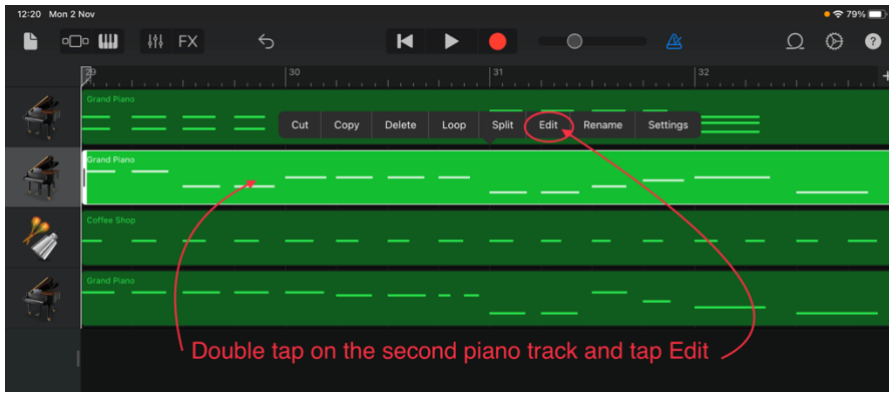 12:20 Mon 2 Nov
79%
FX
?
29
30
31
32
+
Grand Piano
Cut Copy Delete Loop Split Edit Rename Settings
Grand Piano
Coffee Shop
Grand Piano
Double tap on the second piano track and tap Edit